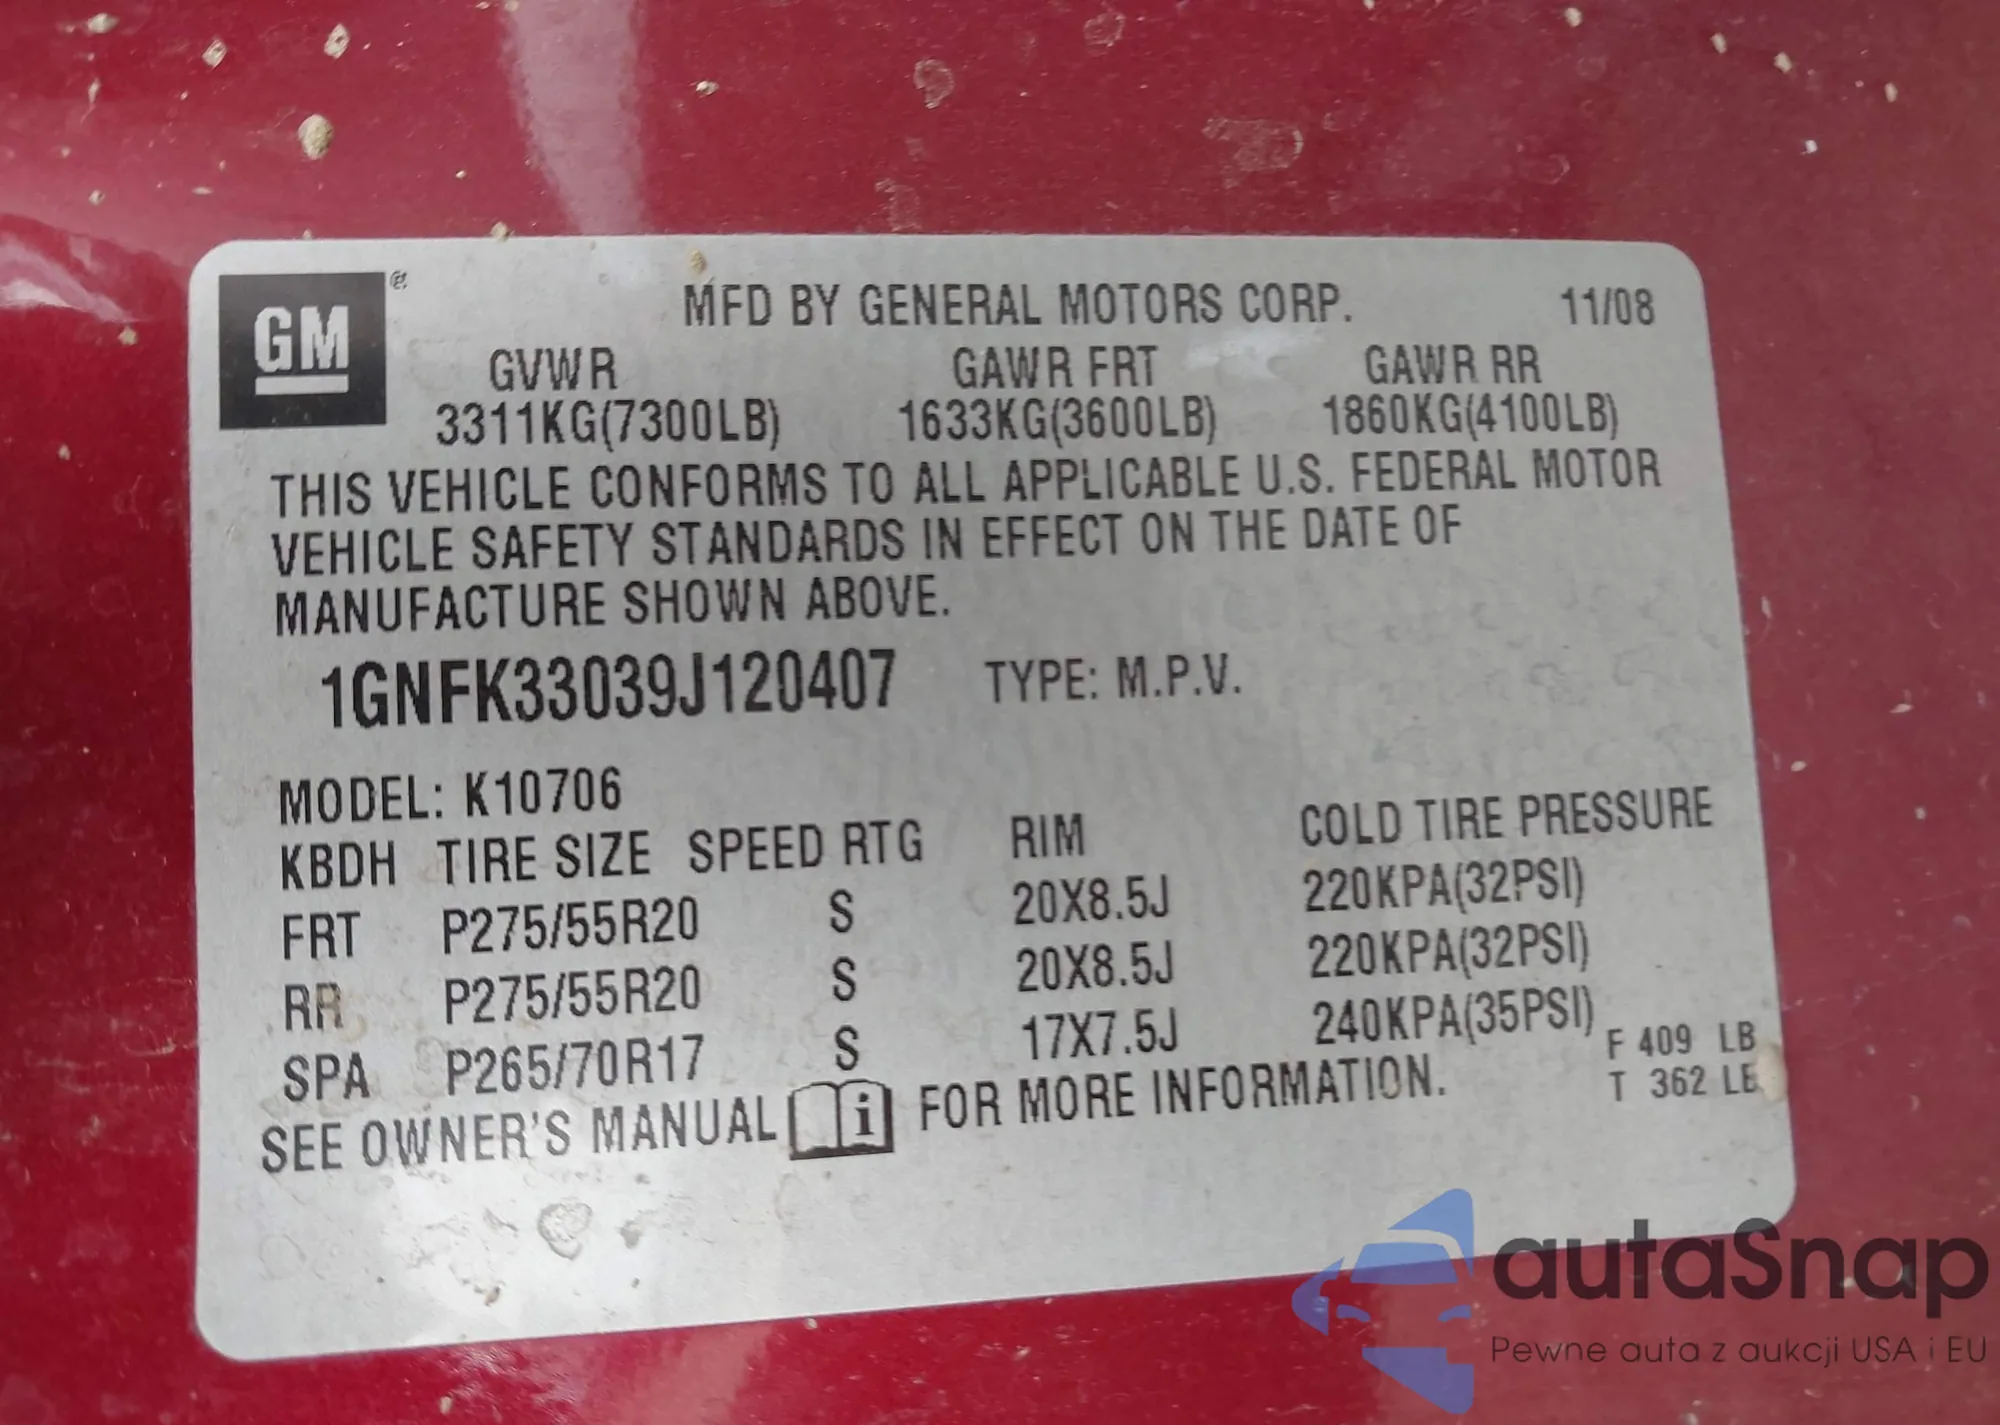 GM ®
MFD BY GENERAL MOTORS CORP. 11/08
GVWR GAWR FRT GAWR RR
3311KG(7300LB) 1633KG(3600LB) 1860KG(4100LB)
THIS VEHICLE CONFORMS TO ALL APPLICABLE U.S. FEDERAL MOTOR
VEHICLE SAFETY STANDARDS IN EFFECT ON THE DATE OF
MANUFACTURE SHOWN ABOVE.
1GNFK33039J120407 TYPE: M.P.V.
MODEL: K10706
KBDH TIRE SIZE SPEED RTG RIM COLD TIRE PRESSURE
FRT P275/55R20 S 20X8.5J 220KPA(32PSI)
RR P275/55R20 S 20X8.5J 220KPA(32PSI)
SPA P265/70R17 S 17X7.5J 240KPA(35PSI)
F 409 LB
T 362 LB
SEE OWNER'S MANUAL i FOR MORE INFORMATION.
autaSnap
Pewne auta z aukcji USA i EU